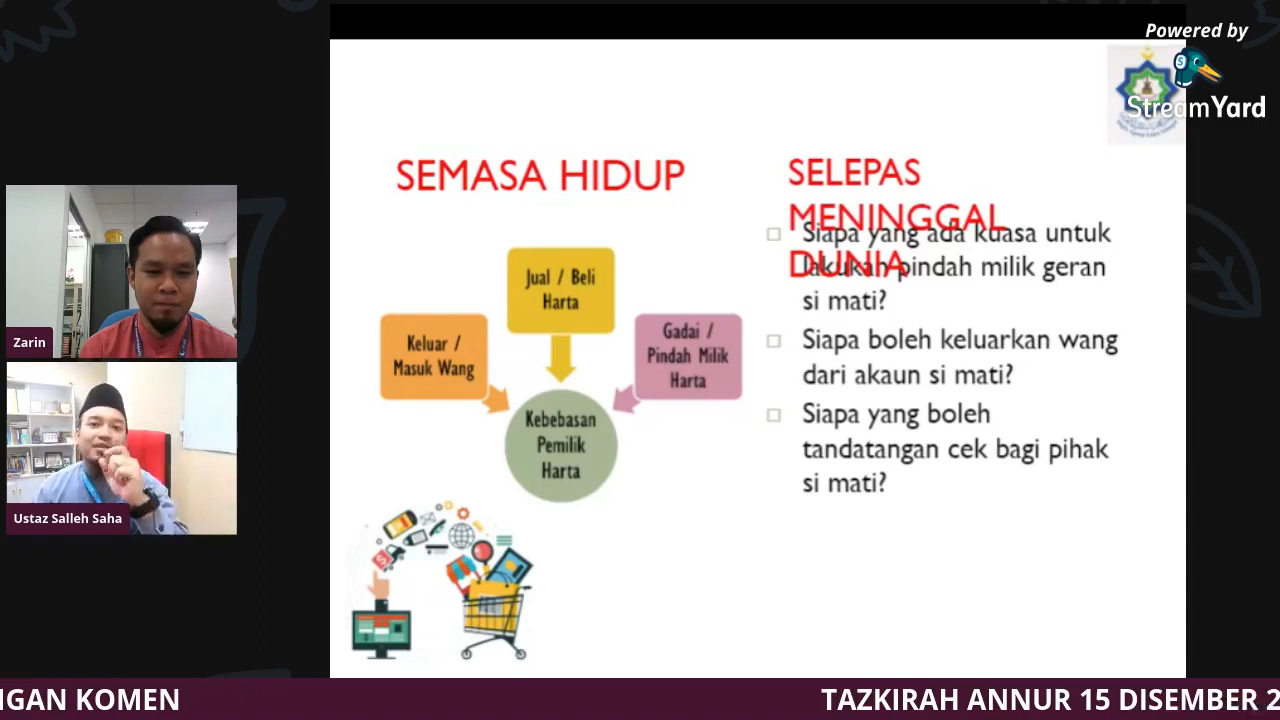 Powered by
StreamYard
SEMASA HIDUP
SELEPAS
MENINGGAL
DUNIA
Siapa yang ada kuasa untuk
lakukan pindah milik geran
si mati?
Siapa boleh keluarkan wang
dari akaun si mati?
Siapa yang boleh
tandatangan cek bagi pihak
si mati?
Jual / Beli
Harta
Keluar /
Masuk Wang
Gadai /
Pindah Milik
Harta
Kebebasan
Pemilik
Harta
Zarin
Ustaz Salleh Saha
NGAN KOMEN
TAZKIRAH ANNUR 15 DISEMBER 2